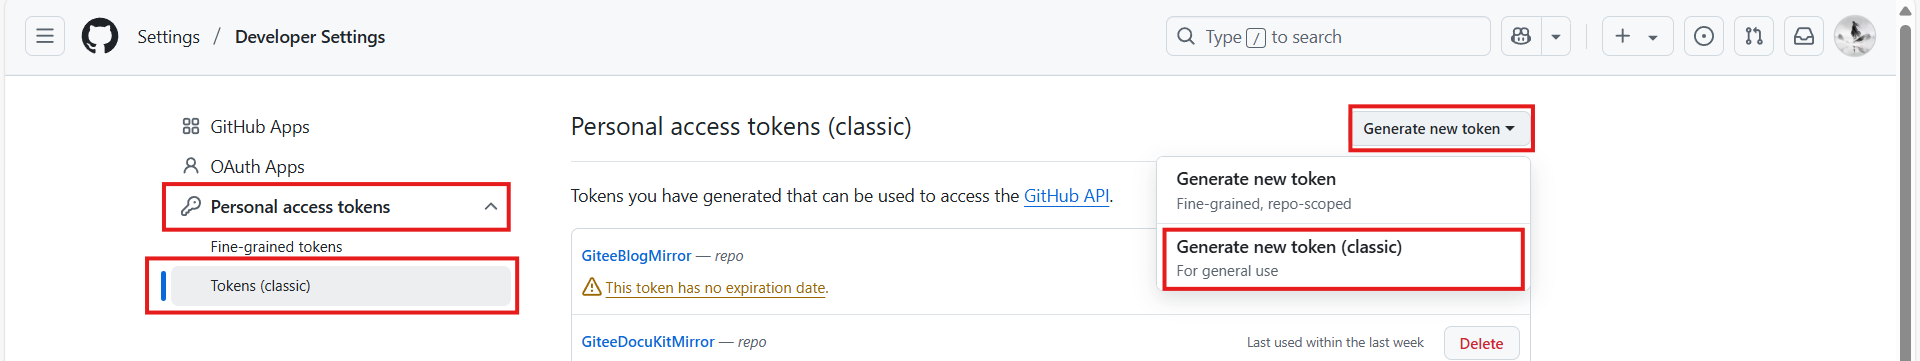 Settings / Developer Settings
Type / to search
GitHub Apps
OAuth Apps
Personal access tokens
Fine-grained tokens
Tokens (classic)
Personal access tokens (classic)
Generate new token
Generate new token
Fine-grained, repo-scoped
Generate new token (classic)
For general use
Tokens you have generated that can be used to access the GitHub API.
GiteeBlogMirror — repo
This token has no expiration date.
GiteeDocuKitMirror — repo
Last used within the last week
Delete